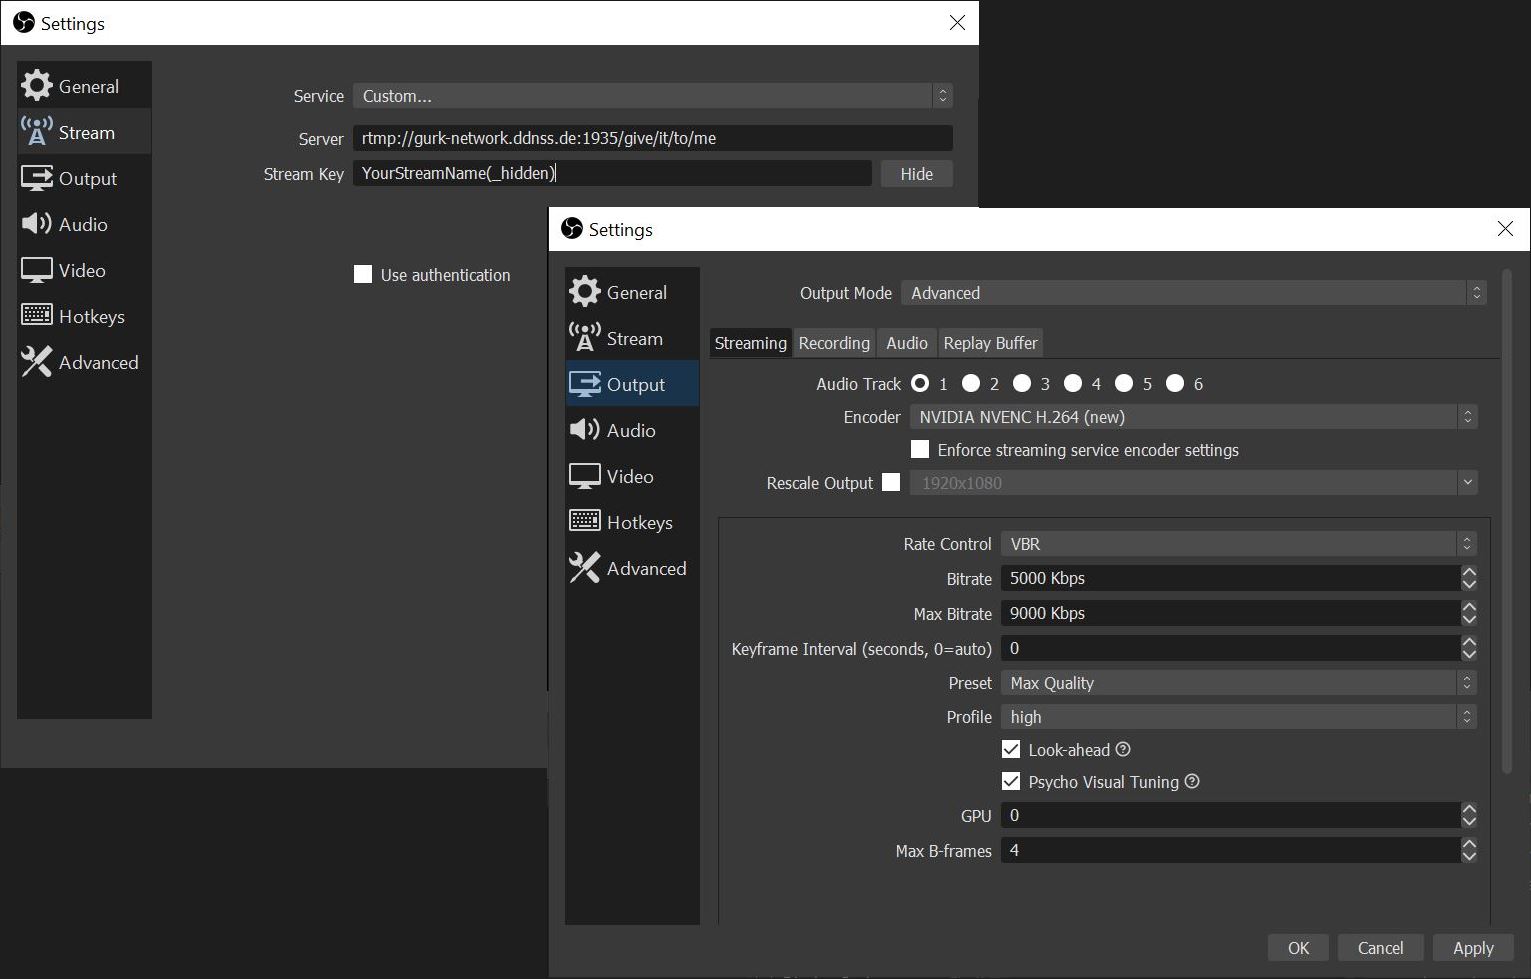 Settings
General
Stream
Output
Audio
Video
Hotkeys
Advanced
Service Custom...
Server rtmp://gurk-network.ddnss.de:1935/give/it/to/me
Stream Key YourStreamName(_hidden) Hide
Use authentication
Settings
General
Stream
Output
Audio
Video
Hotkeys
Advanced
Output Mode Advanced
Streaming Recording Audio Replay Buffer
Audio Track 1 2 3 4 5 6
Encoder NVIDIA NVENC H.264 (new)
Enforce streaming service encoder settings
Rescale Output 1920x1080
Rate Control VBR
Bitrate 5000 Kbps
Max Bitrate 9000 Kbps
Keyframe Interval (seconds, 0=auto) 0
Preset Max Quality
Profile high
Look-ahead ?
Psycho Visual Tuning ?
GPU 0
Max B-frames 4
OK Cancel Apply